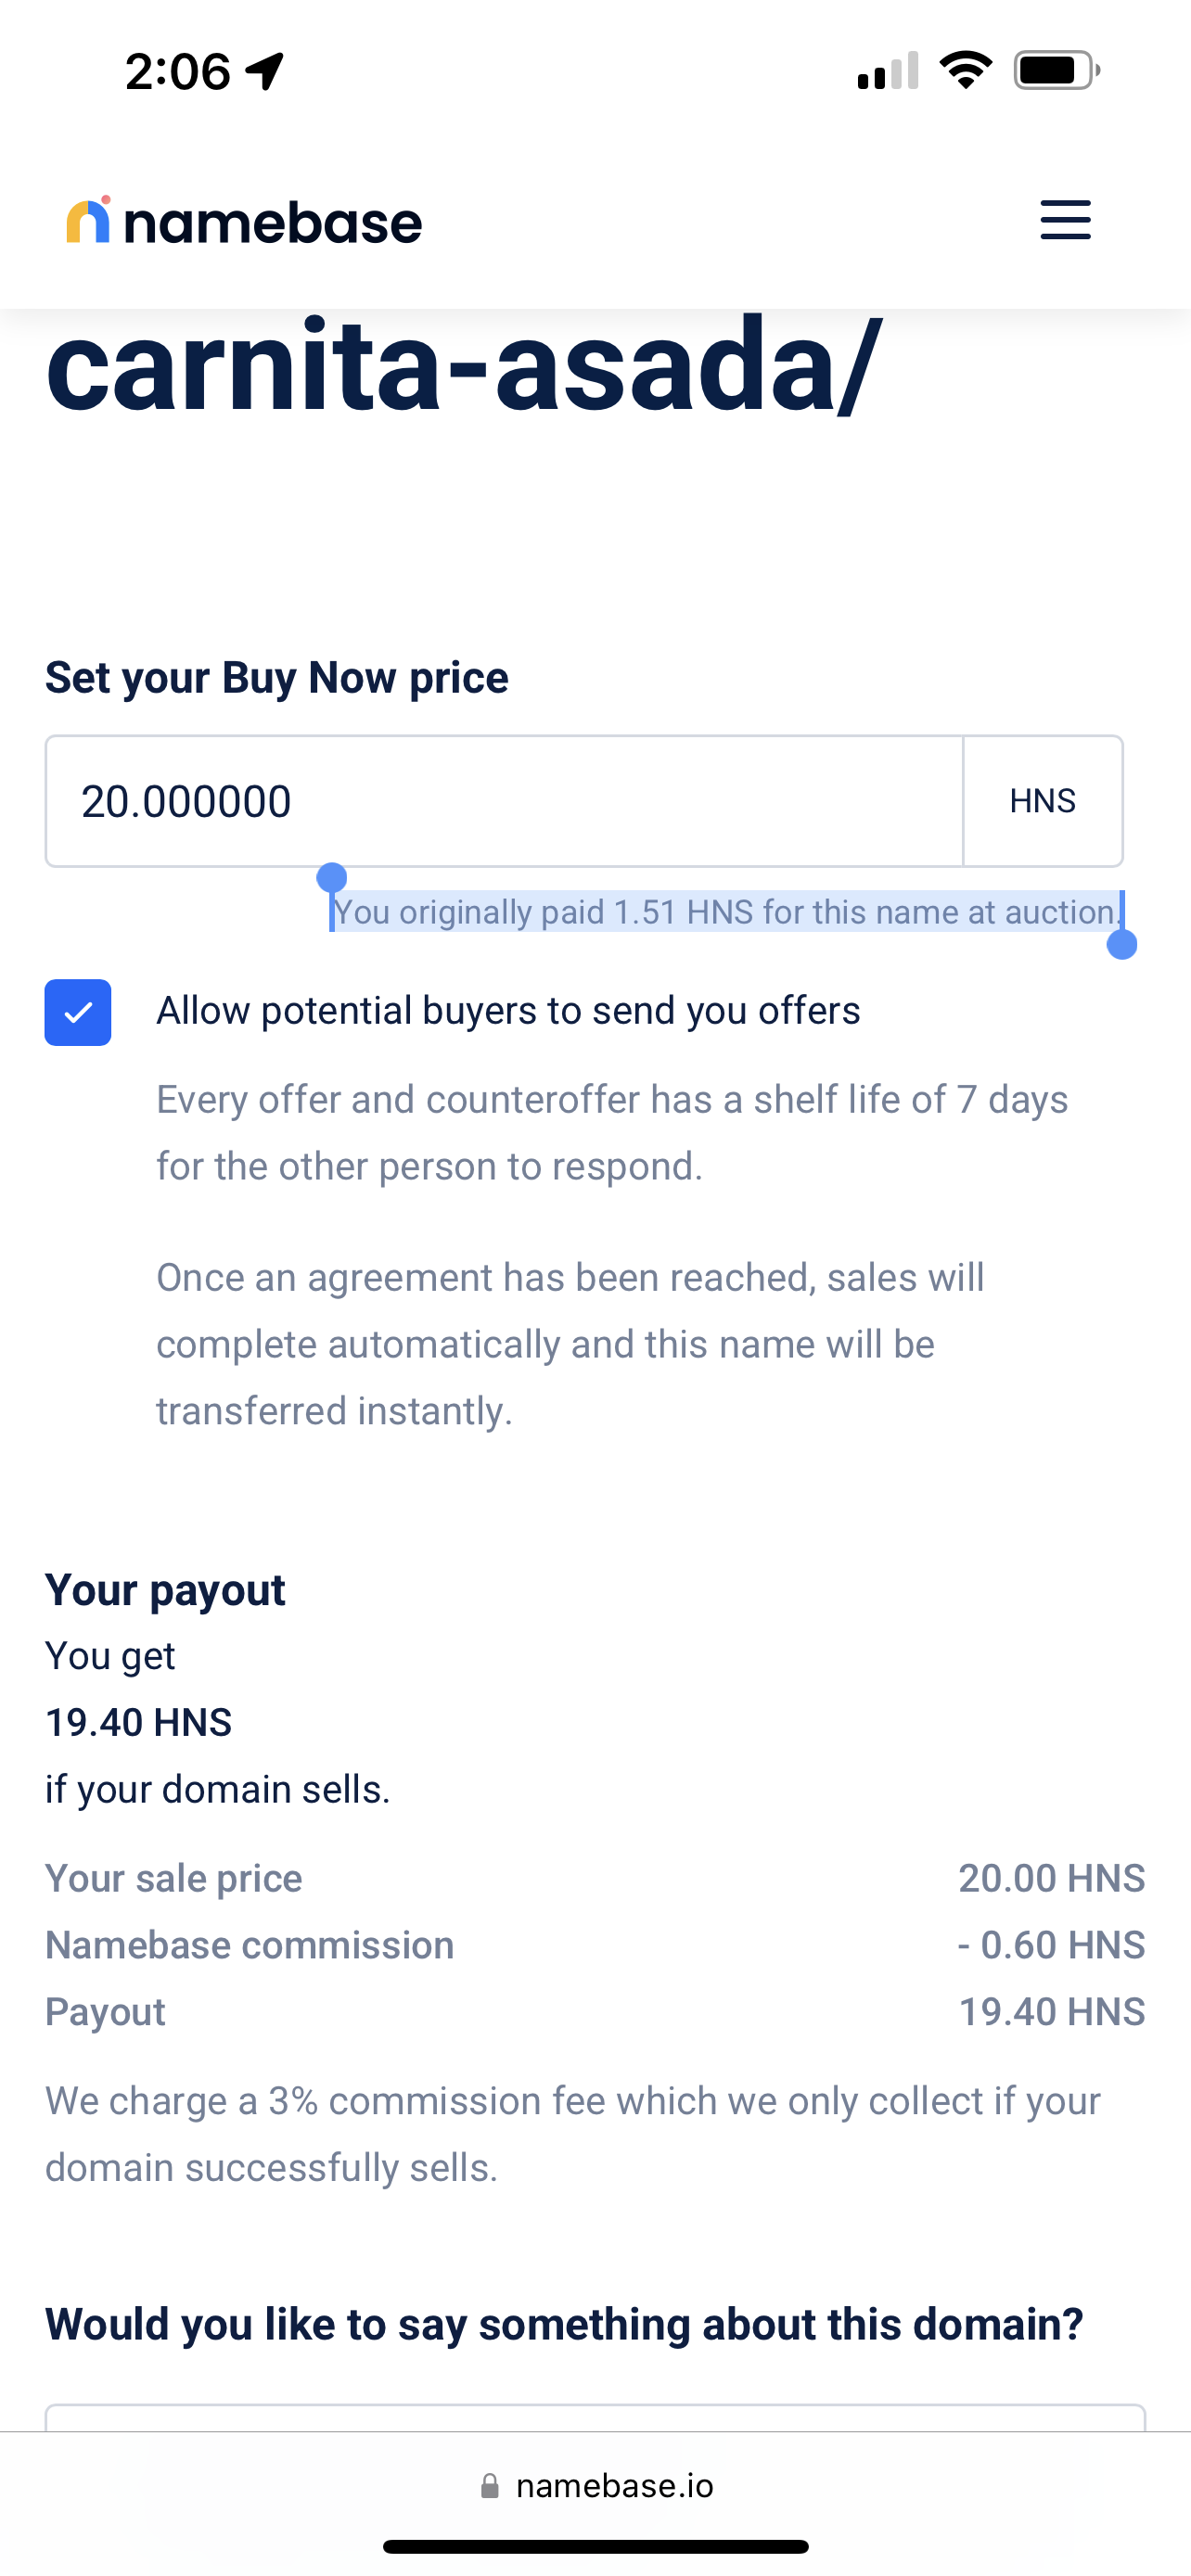 2:06
namebase
carnita-asada/
Set your Buy Now price
20.000000
HNS
You originally paid 1.51 HNS for this name at auction.
Allow potential buyers to send you offers
Every offer and counteroffer has a shelf life of 7 days
for the other person to respond.
Once an agreement has been reached, sales will
complete automatically and this name will be
transferred instantly.
Your payout
You get
19.40 HNS
if your domain sells.
Your sale price 20.00 HNS
Namebase commission - 0.60 HNS
Payout 19.40 HNS
We charge a 3% commission fee which we only collect if your
domain successfully sells.
Would you like to say something about this domain?
namebase.io